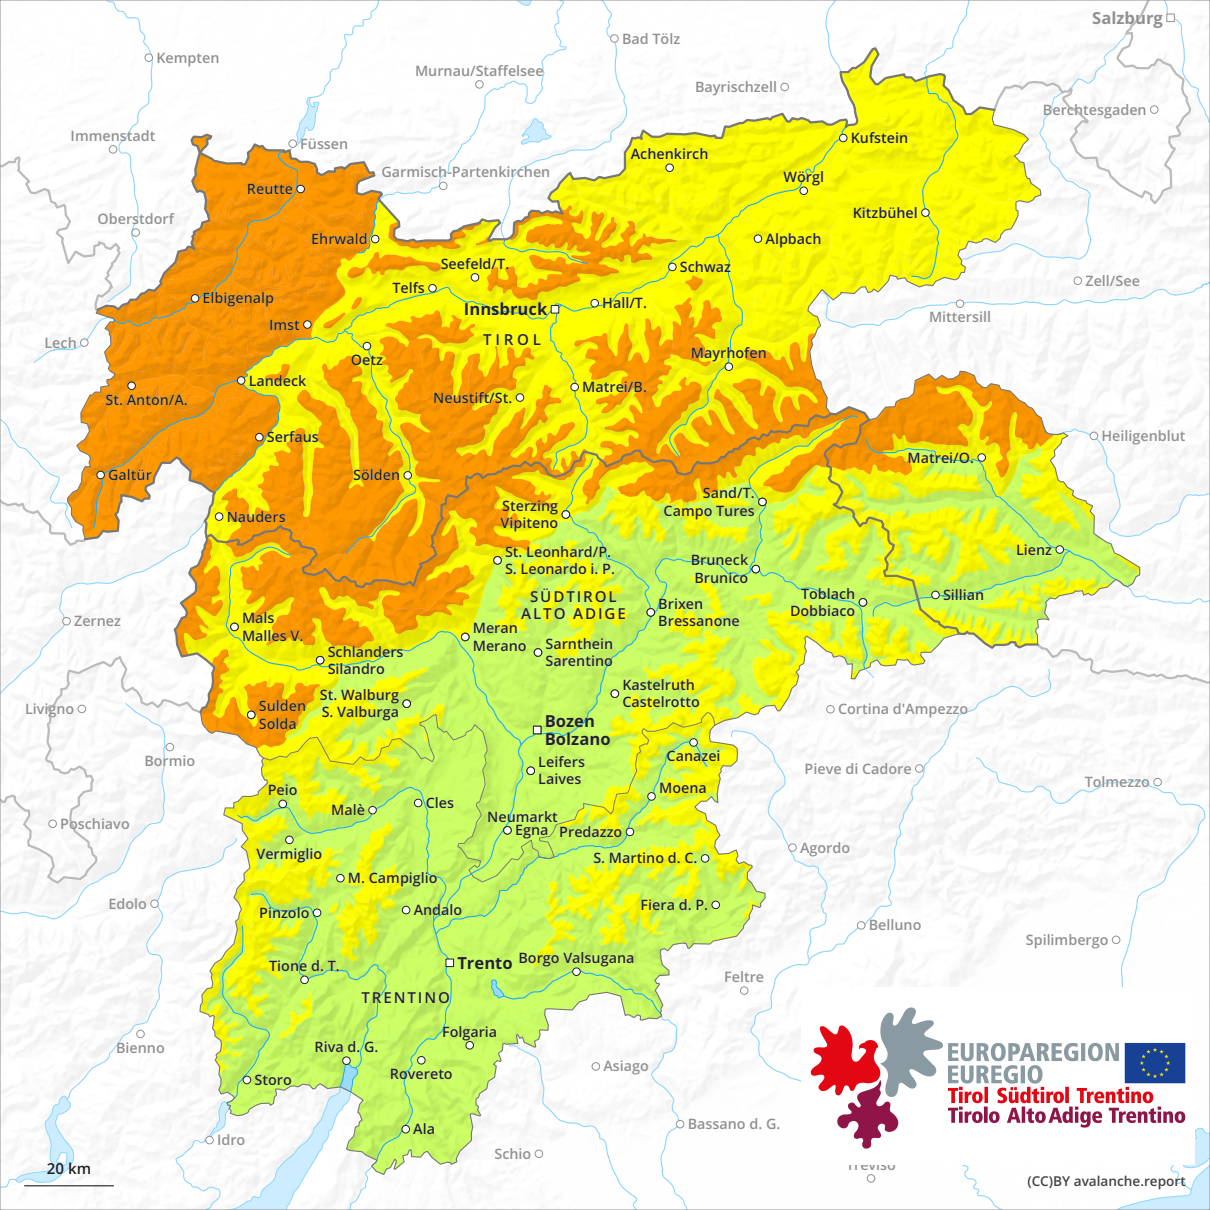 Salzburg
Bad Tölz
Kempten
Murnau/Staffelsee
Bayrischzell
Berchtesgaden
Immenstadt
Füssen
Kufstein
Achenkirch
Garmisch-Partenkirchen
Wörgl
Reutte
Oberstdorf
Kitzbühel
Ehrwald
Alpbach
Seefeld/T.
Schwaz
Zell/See
Telfs
Elbigenalp
Hall/T.
Innsbruck
Mittersill
Imst
TIROL
Lech
Oetz
Mayrhofen
Landeck
Matrei/B.
St. Anton/A.
Neustift/St.
Serfaus
Heiligenblut
Matrei/O.
Galtür
Sölden
Sand/T.
Campo Tures
Sterzing
Vipiteno
Nauders
St. Leonhard/P.
S. Leonardo i. P.
Lienz
Bruneck
Brunico
SÜDTIROL
ALTO ADIGE
Toblach
Dobbiaco
Sillian
Brixen
Bressanone
Zernez
Mals
Malles V.
Meran
Merano
Sarnthein
Sarentino
Schlanders
Silandro
Kastelruth
Castelrotto
St. Walburg
S. Valburga
Livigno
Sulden
Solda
Cortina d'Ampezzo
Bozen
Bolzano
Bormio
Canazei
Leifers
Laives
Pieve di Cadore
Tolmezzo
Peio
Moena
Malè
Cles
Neumarkt
Egna
Poschiavo
Predazzo
Vermiglio
Agordo
S. Martino d. C.
M. Campiglio
Edolo
Fiera d. P.
Pinzolo
Andalo
Belluno
Spilimbergo
Trento
Borgo Valsugana
Tione d. T.
Feltre
TRENTINO
Folgaria
Bienno
Riva d. G.
Asiago
Rovereto
Storo
EUROPAREGION
EUREGIO
Tirol Südtirol Trentino
Tirolo Alto Adige Trentino
Ala
Bassano d. G.
Idro
Schio
Treviso
20 km
(CC)BY avalanche.report